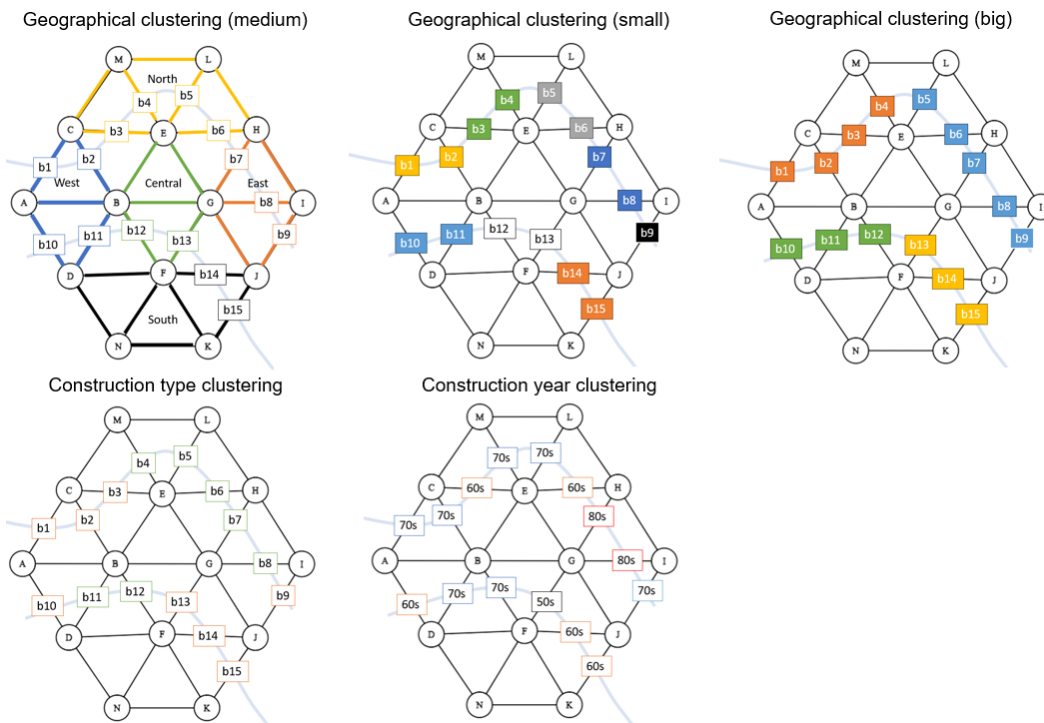 Geographical clustering (medium)
Geographical clustering (small)
Geographical clustering (big)
M
L
North
b4
b5
C
b3
E
b6
H
b1
b2
b7
West
Central
East
A
B
G
b8
I
b10
b11
b12
b13
b9
D
F
b14
J
South
b15
N
K
M
L
b4
b5
C
b3
E
b6
H
b1
b2
b7
A
B
G
b8
I
b10
b11
b12
b13
b9
D
F
b14
J
b15
N
K
M
L
b4
b5
C
b3
E
b6
H
b1
b2
b7
A
B
G
b8
I
b10
b11
b12
b13
b9
D
F
b14
J
b15
N
K
Construction type clustering
Construction year clustering
M
L
b4
b5
C
b3
E
b6
H
b1
b2
b7
A
B
G
b8
I
b10
b11
b12
b13
b9
D
F
b14
J
b15
N
K
M
L
70s
70s
C
60s
E
60s
H
70s
70s
80s
A
B
G
80s
I
60s
70s
70s
50s
70s
D
F
60s
J
60s
N
K